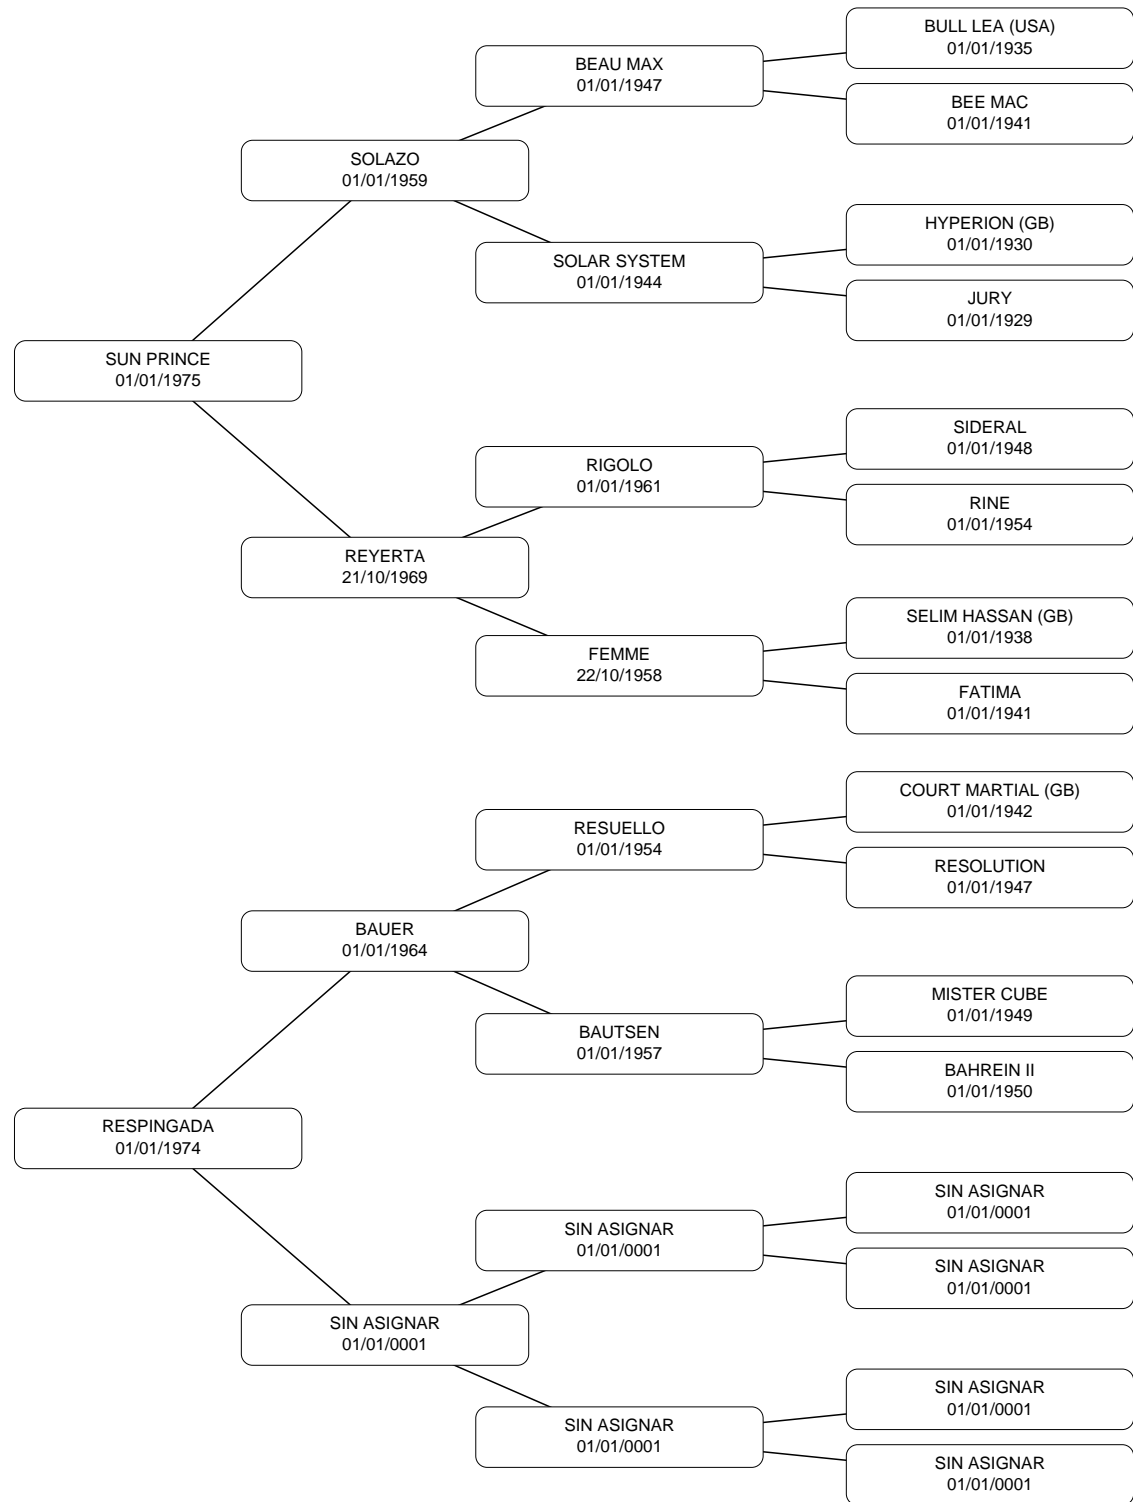 BULL LEA (USA)
01/01/1935
BEAU MAX
01/01/1947
BEE MAC
01/01/1941
SOLAZO
01/01/1959
HYPERION (GB)
01/01/1930
SOLAR SYSTEM
01/01/1944
JURY
01/01/1929
SUN PRINCE
01/01/1975
SIDERAL
01/01/1948
RIGOLO
01/01/1961
RINE
01/01/1954
REYERTA
21/10/1969
SELIM HASSAN (GB)
01/01/1938
FEMME
22/10/1958
FATIMA
01/01/1941
COURT MARTIAL (GB)
01/01/1942
RESUELLO
01/01/1954
RESOLUTION
01/01/1947
BAUER
01/01/1964
MISTER CUBE
01/01/1949
BAUTSEN
01/01/1957
BAHREIN II
01/01/1950
RESPINGADA
01/01/1974
SIN ASIGNAR
01/01/0001
SIN ASIGNAR
01/01/0001
SIN ASIGNAR
01/01/0001
SIN ASIGNAR
01/01/0001
SIN ASIGNAR
01/01/0001
SIN ASIGNAR
01/01/0001
SIN ASIGNAR
01/01/0001